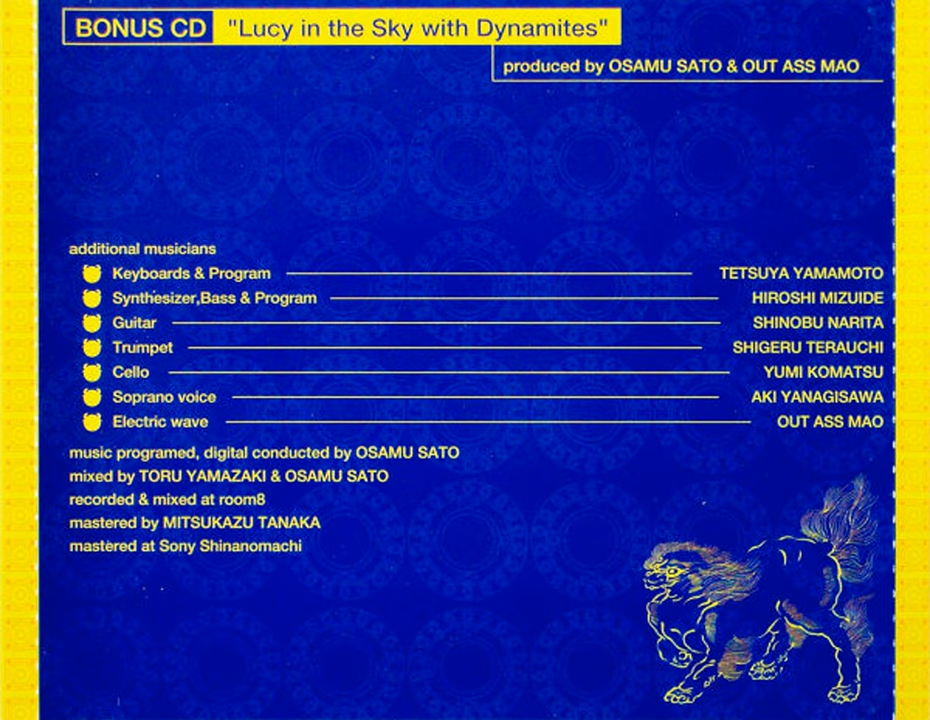 BONUS CD "Lucy in the Sky with Dynamites"
produced by OSAMU SATO & OUT ASS MAO
additional musicians
Keyboards & Program TETSUYA YAMAMOTO
Synthesizer,Bass & Program HIROSHI MIZUIDE
Guitar SHINOBU NARITA
Trumpet SHIGERU TERAUCHI
Cello YUMI KOMATSU
Soprano voice AKI YANAGISAWA
Electric wave OUT ASS MAO
music programed, digital conducted by OSAMU SATO
mixed by TORU YAMAZAKI & OSAMU SATO
recorded & mixed at room8
mastered by MITSUKAZU TANAKA
mastered at Sony Shinanomachi